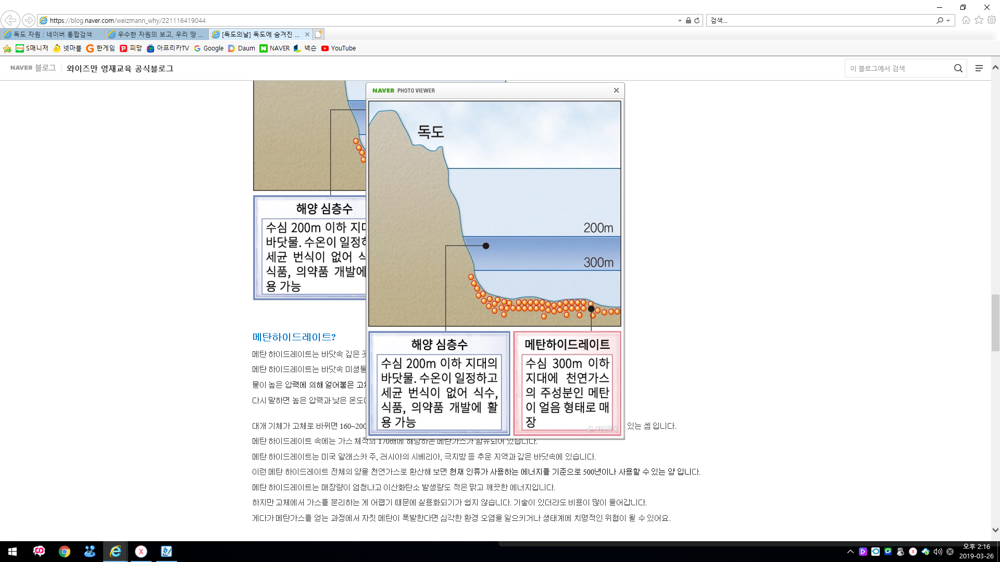 https://blog.naver.com/weizmann_why/221116419044
검색...
독도 자원 : 네이버 통합검색
우수한 자원의 보고, 우리 땅 ...
[독도의날] 독도에 숨겨진 ...
S매니저 넷마블 한게임 피망 아프리카TV Google Daum NAVER 넥슨 YouTube
NAVER 블로그
와이즈만 영재교육 공식블로그
이 블로그에서 검색
NAVER PHOTO VIEWER
독도
200m
300m
해양 심층수
수심 200m 이하 지대의
바닷물. 수온이 일정하고
세균 번식이 없어 식수,
식품, 의약품 개발에 활
용 가능
메탄하이드레이트
수심 300m 이하
지대에 천연가스
의 주성분인 메탄
이 얼음 형태로 매
장
해양 심층수
수심 200m 이하
바닷물. 수온이
세균 번식이 없어
식품, 의약품 개발에
용 가능
메탄하이드레이트?
메탄 하이드레이트는 바닷속 깊은
메탄 하이드레이트는 바닷속 미생물
물이 높은 압력에 의해 얼어붙은
다시 말하면 높은 압력과 낮은
대개 기체가 고체로 바뀌면 160~200
있는 셈 입니다.
메탄 하이드레이트 속에는 가스 체적의 170배에 해당하는 메탄가스가 함유되어 있습니다.
메탄 하이드레이트는 미국 알래스카 주, 러시아의 시베리아, 극지방 등 추운 지역과 깊은 바닷속에 있습니다.
이런 메탄 하이드레이트 전체의 양을 천연가스로 환산해 보면 현재 인류가 사용하는 에너지를 기준으로 500년이나 사용할 수 있는 양 입니다.
메탄 하이드레이트는 매장량이 엄청나고 이산화탄소 발생량도 적은 맑고 깨끗한 에너지입니다.
하지만 고체에서 가스를 분리하는 게 어렵기 때문에 실용화되기가 쉽지 않습니다. 기술이 있더라도 비용이 많이 들어갑니다.
게다가 메탄가스를 얻는 과정에서 자칫 메탄이 폭발한다면 심각한 환경 오염을 일으키거나 생태계에 치명적인 위협이 될 수 있어요.
오후 2:16
2019-03-26